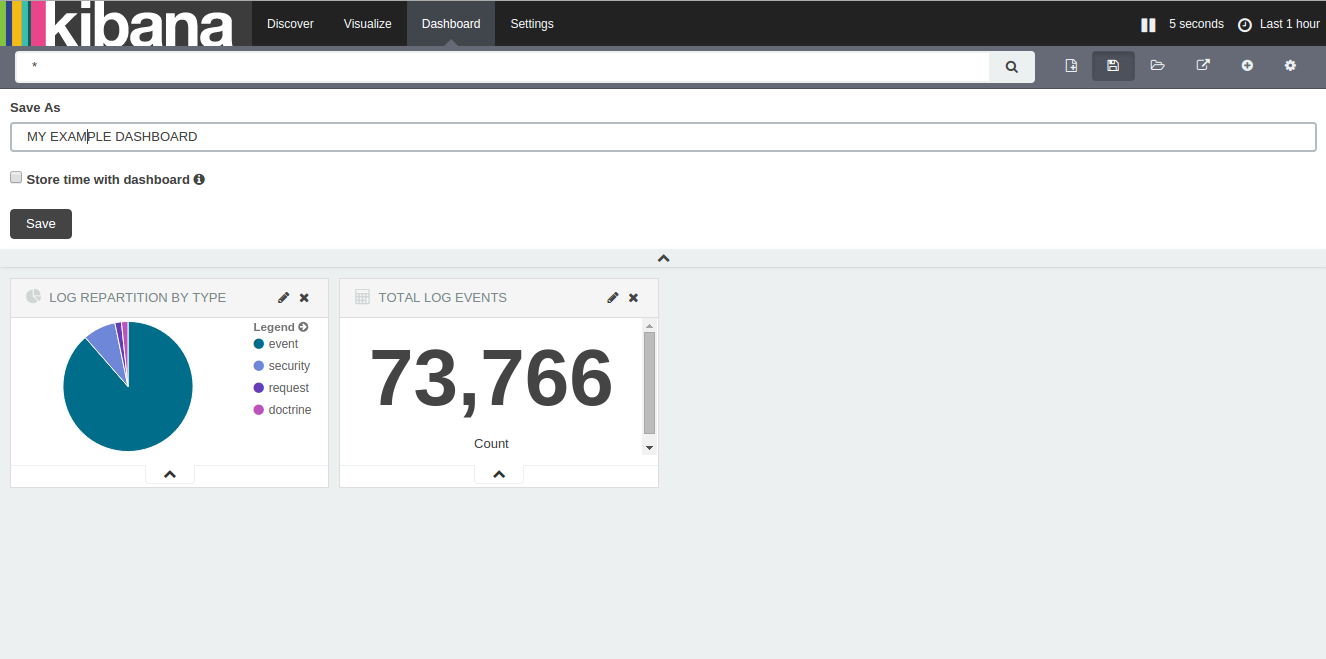 kibana Discover Visualize Dashboard Settings 5 seconds Last 1 hour
*
Save As
MY EXAMPLE DASHBOARD
Store time with dashboard
Save
LOG REPARTITION BY TYPE
Legend
event
security
request
doctrine
TOTAL LOG EVENTS
73,766
Count